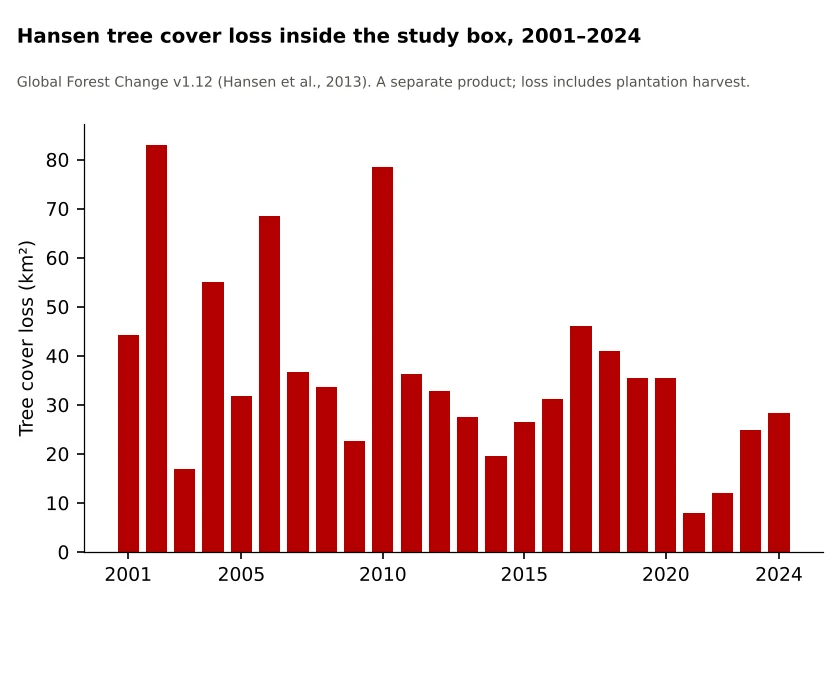 Hansen tree cover loss inside the study box, 2001–2024
Global Forest Change v1.12 (Hansen et al., 2013). A separate product; loss includes plantation harvest.
Tree cover loss (km²)
80
70
60
50
40
30
20
10
0
2001 2005 2010 2015 2020 2024